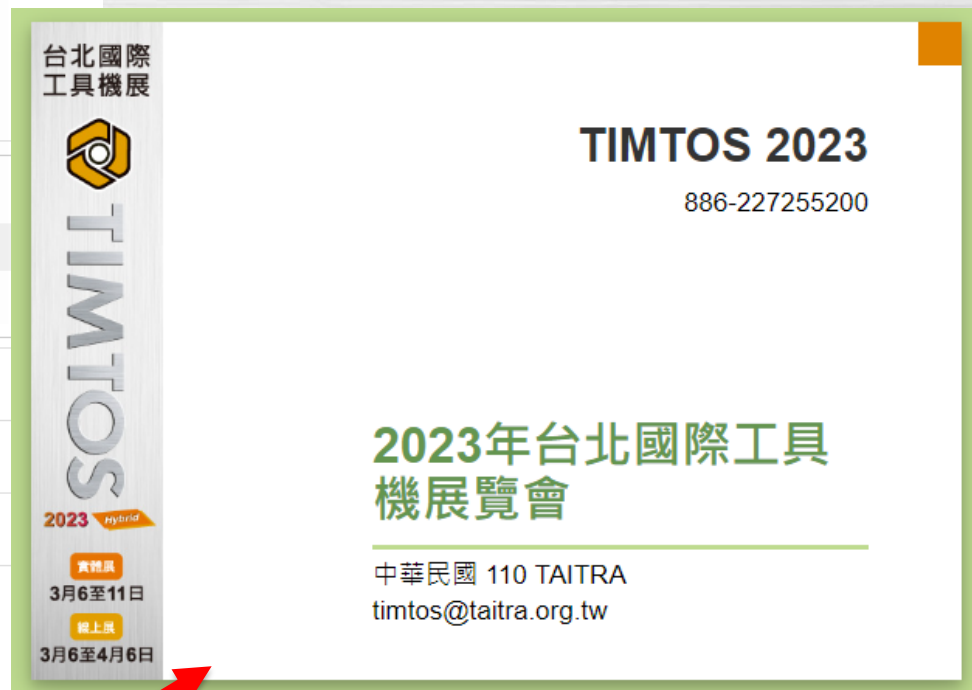 台北國際
工具機展
TIMTOS
2023 Hybrid
實體展
3月6至11日
線上展
3月6至4月6日
TIMTOS 2023
886-227255200
2023年台北國際工具
機展覽會
中華民國 110 TAITRA
timtos@taitra.org.tw